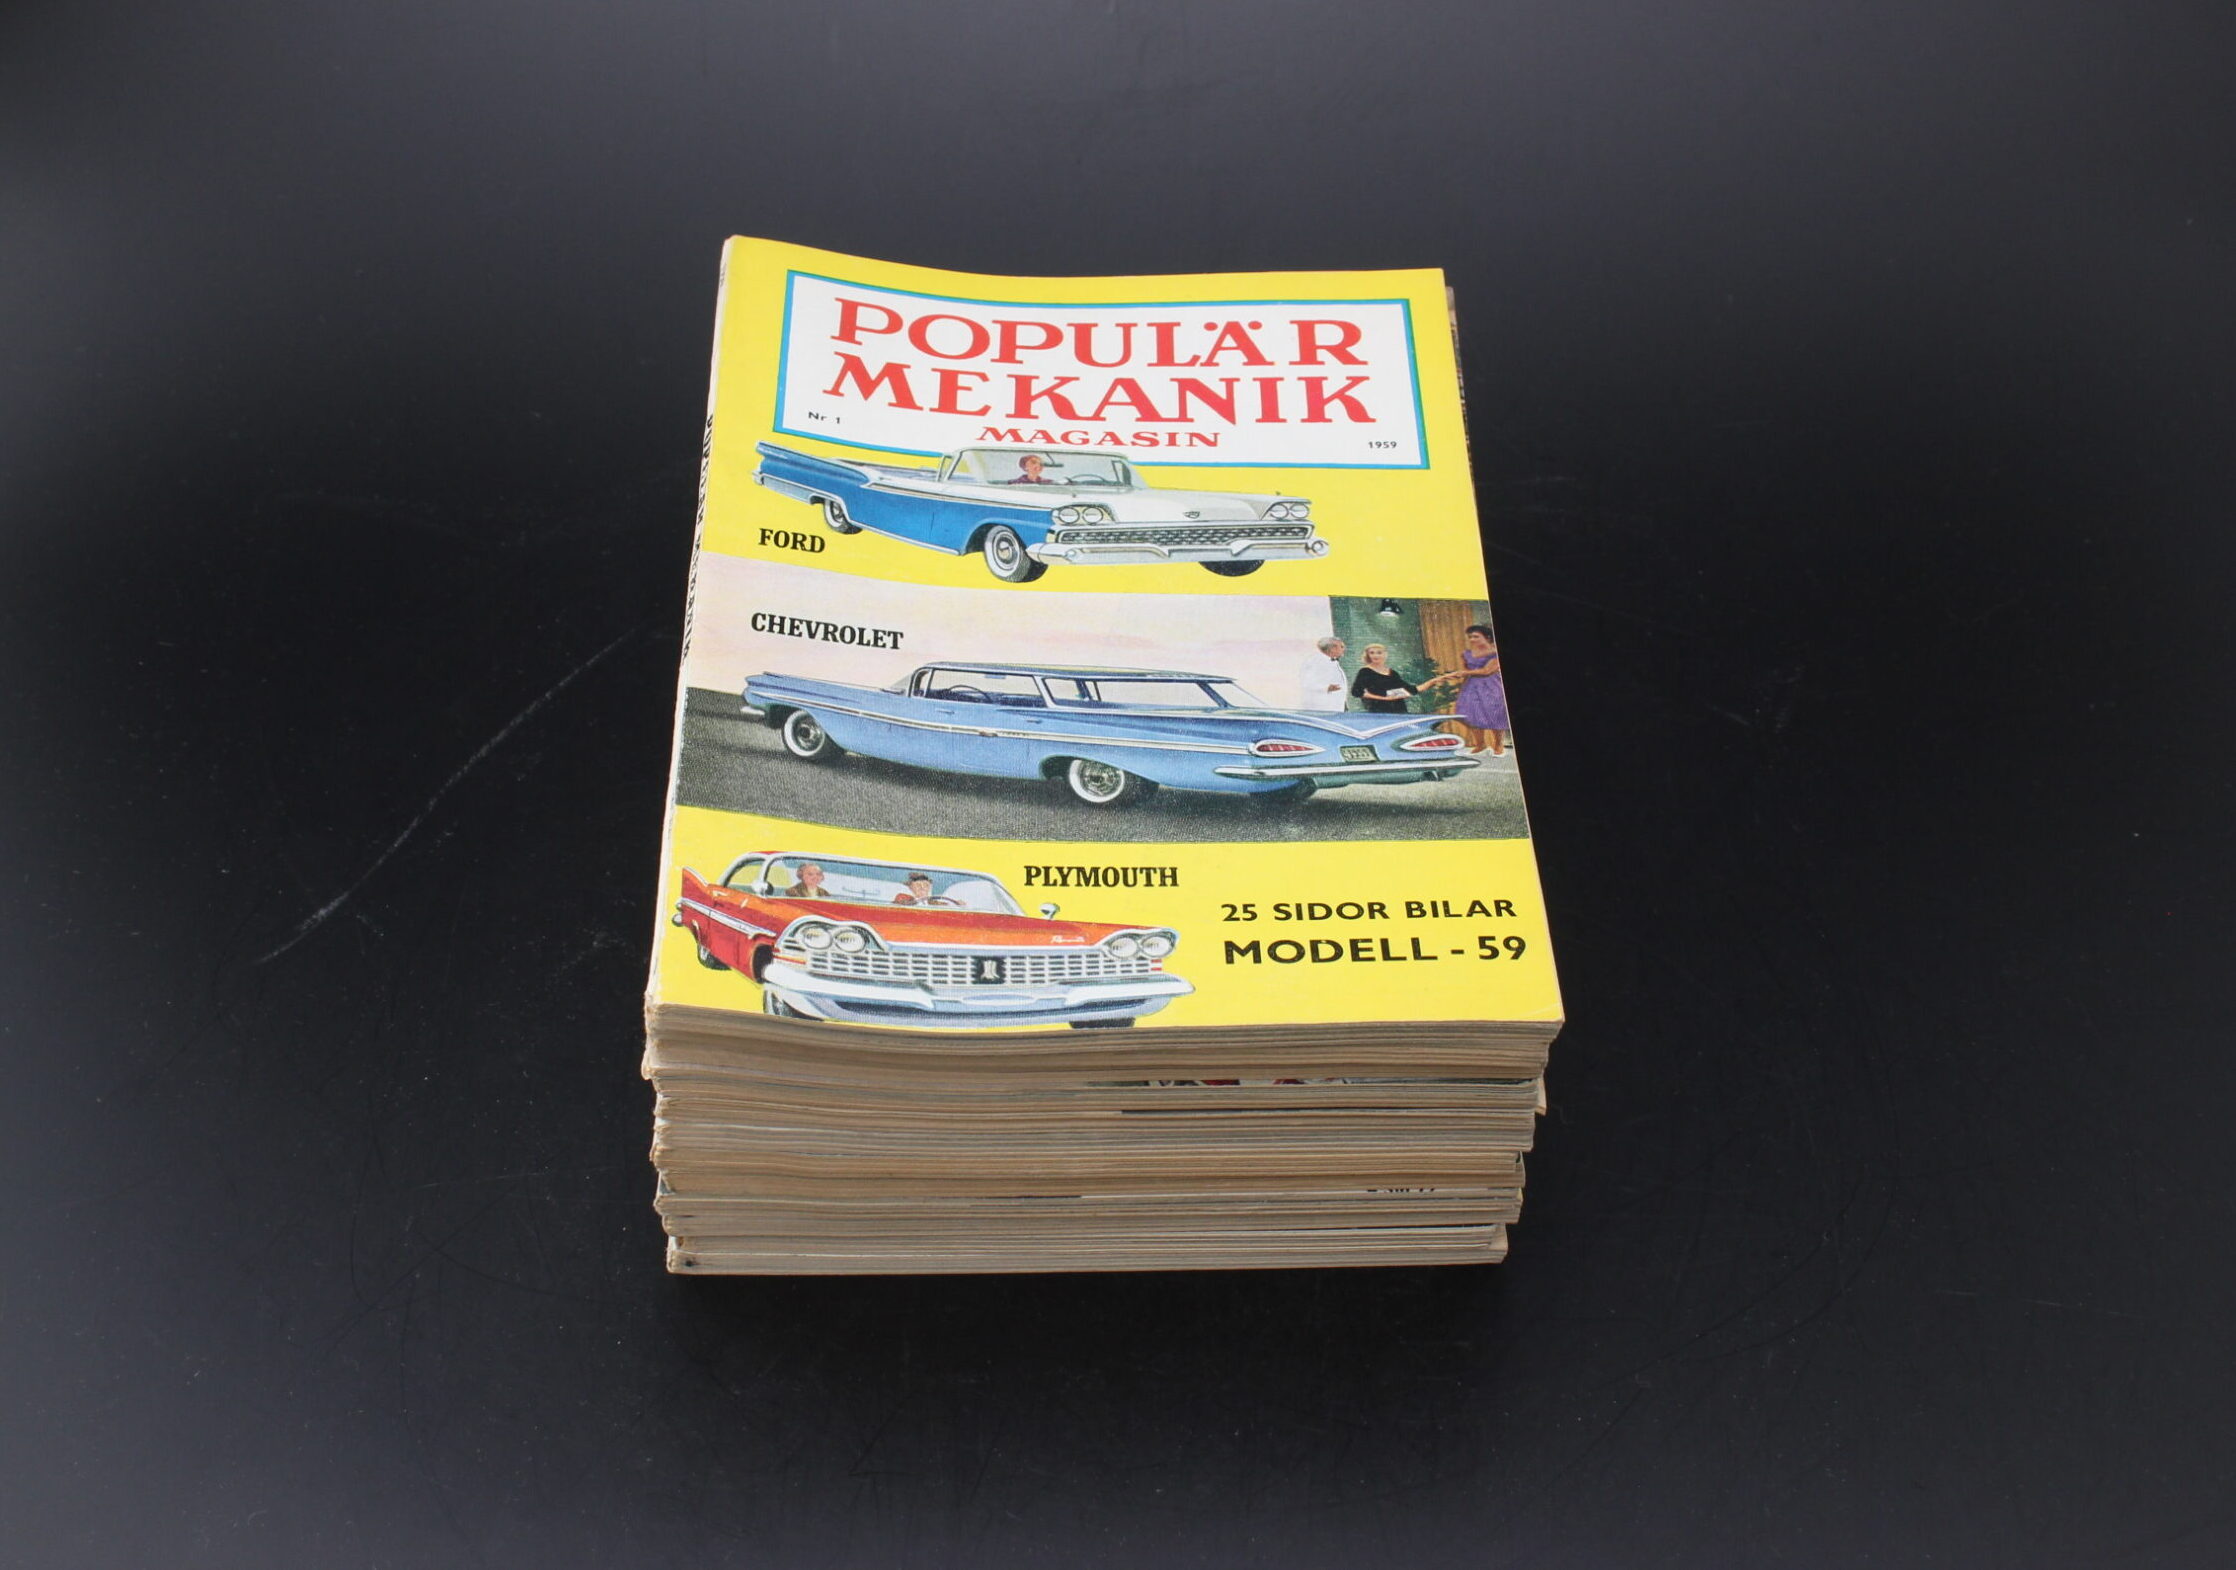 POPULÄR
MEKANIK
MAGASIN
Nr 1
1959
FORD
CHEVROLET
PLYMOUTH
25 SIDOR BILAR
MODELL - 59